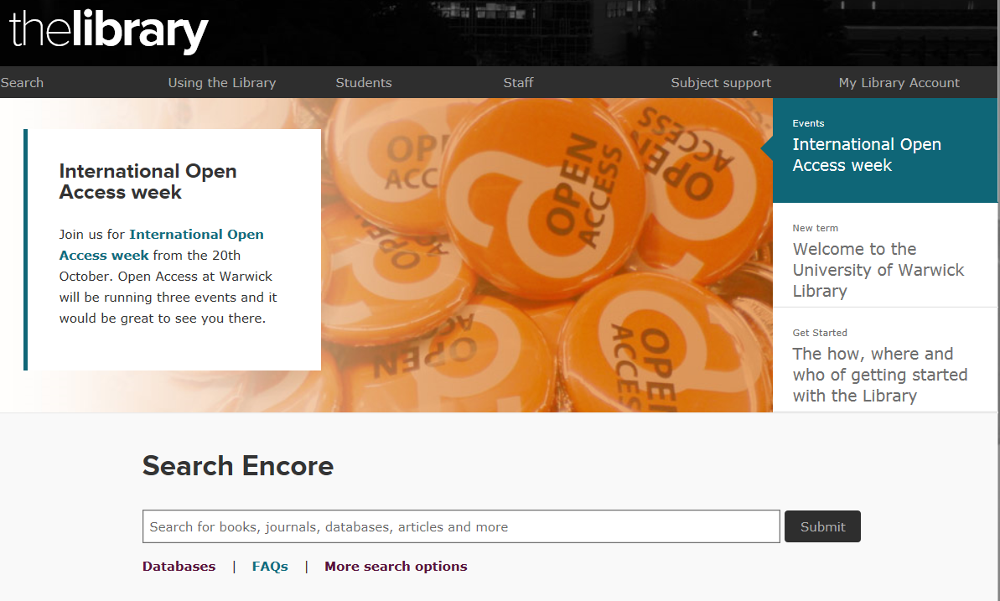 thelibrary
Search
Using the Library
Students
Staff
Subject support
My Library Account
International Open
Access week
Join us for International Open
Access week from the 20th
October. Open Access at Warwick
will be running three events and it
would be great to see you there.
OPEN
ACCESS
OPEN
ACCESS
OPEN
ACCESS
OPEN
ACCESS
OPEN
ACCESS
Events
International Open
Access week
New term
Welcome to the
University of Warwick
Library
Get Started
The how, where and
who of getting started
with the Library
Search Encore
Search for books, journals, databases, articles and more
Submit
Databases | FAQs | More search options